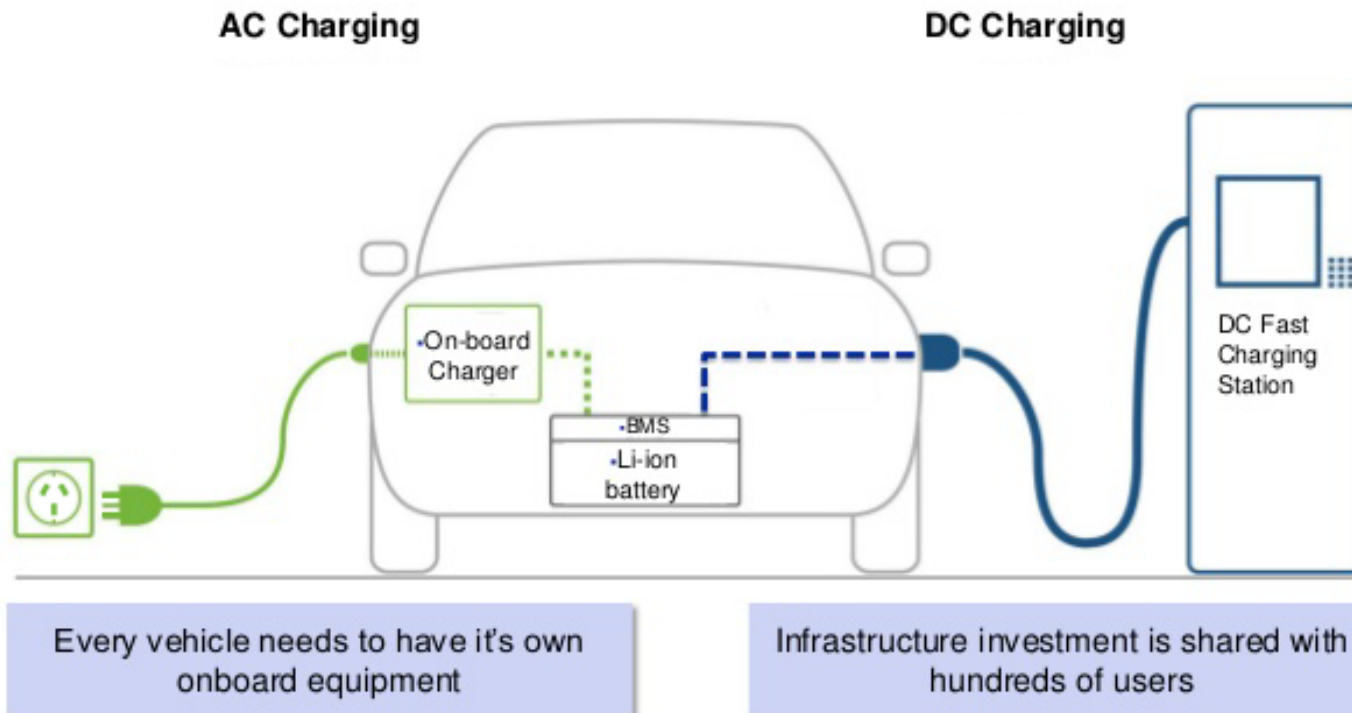 AC Charging
DC Charging
•On-board
Charger
•BMS
•Li-ion
battery
DC Fast
Charging
Station
Every vehicle needs to have it's own
onboard equipment
Infrastructure investment is shared with
hundreds of users